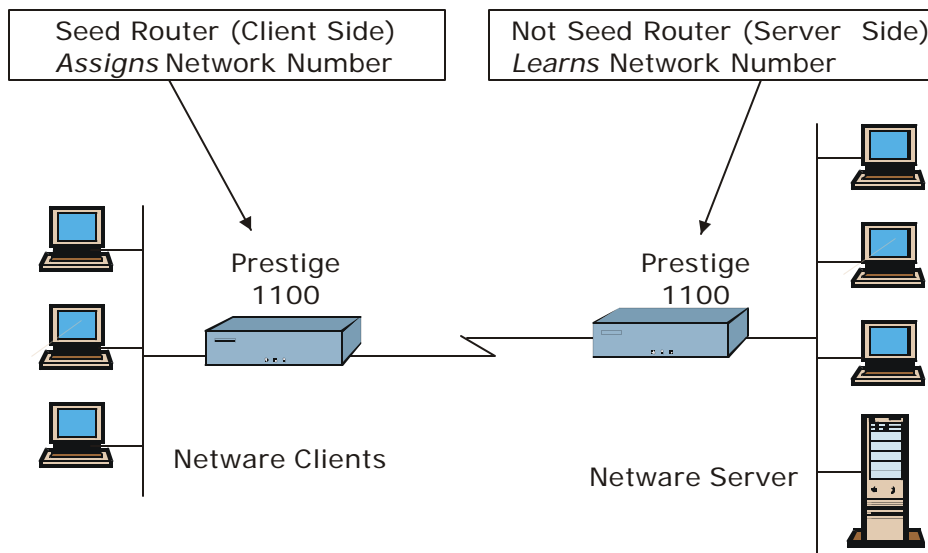 Seed Router (Client Side)
Assigns Network Number
Not Seed Router (Server Side)
Learns Network Number
Prestige
1100
Prestige
1100
Netware Clients
Netware Server